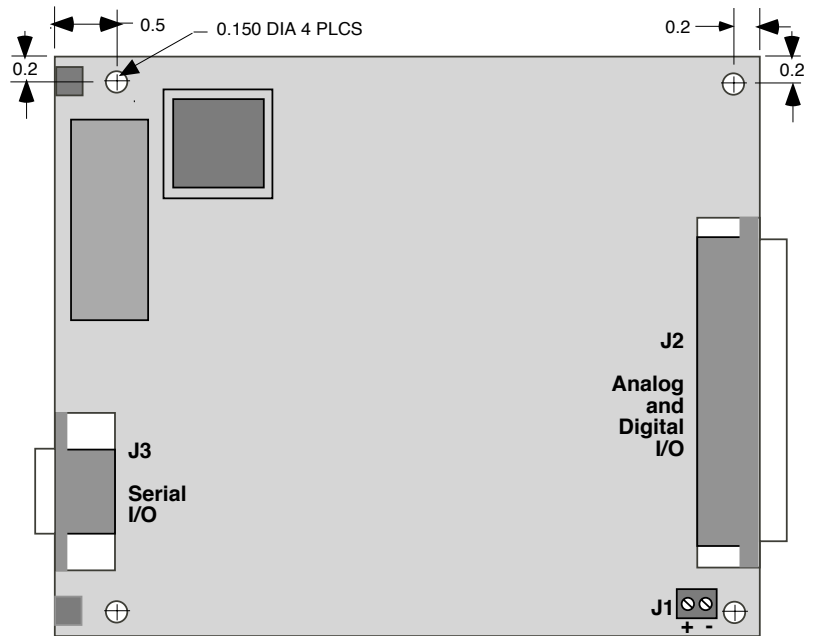 0.5
0.150 DIA 4 PLCS
0.2
0.2
0.2
J2
Analog
and
Digital
I/O
J3
Serial
I/O
J1
+ -